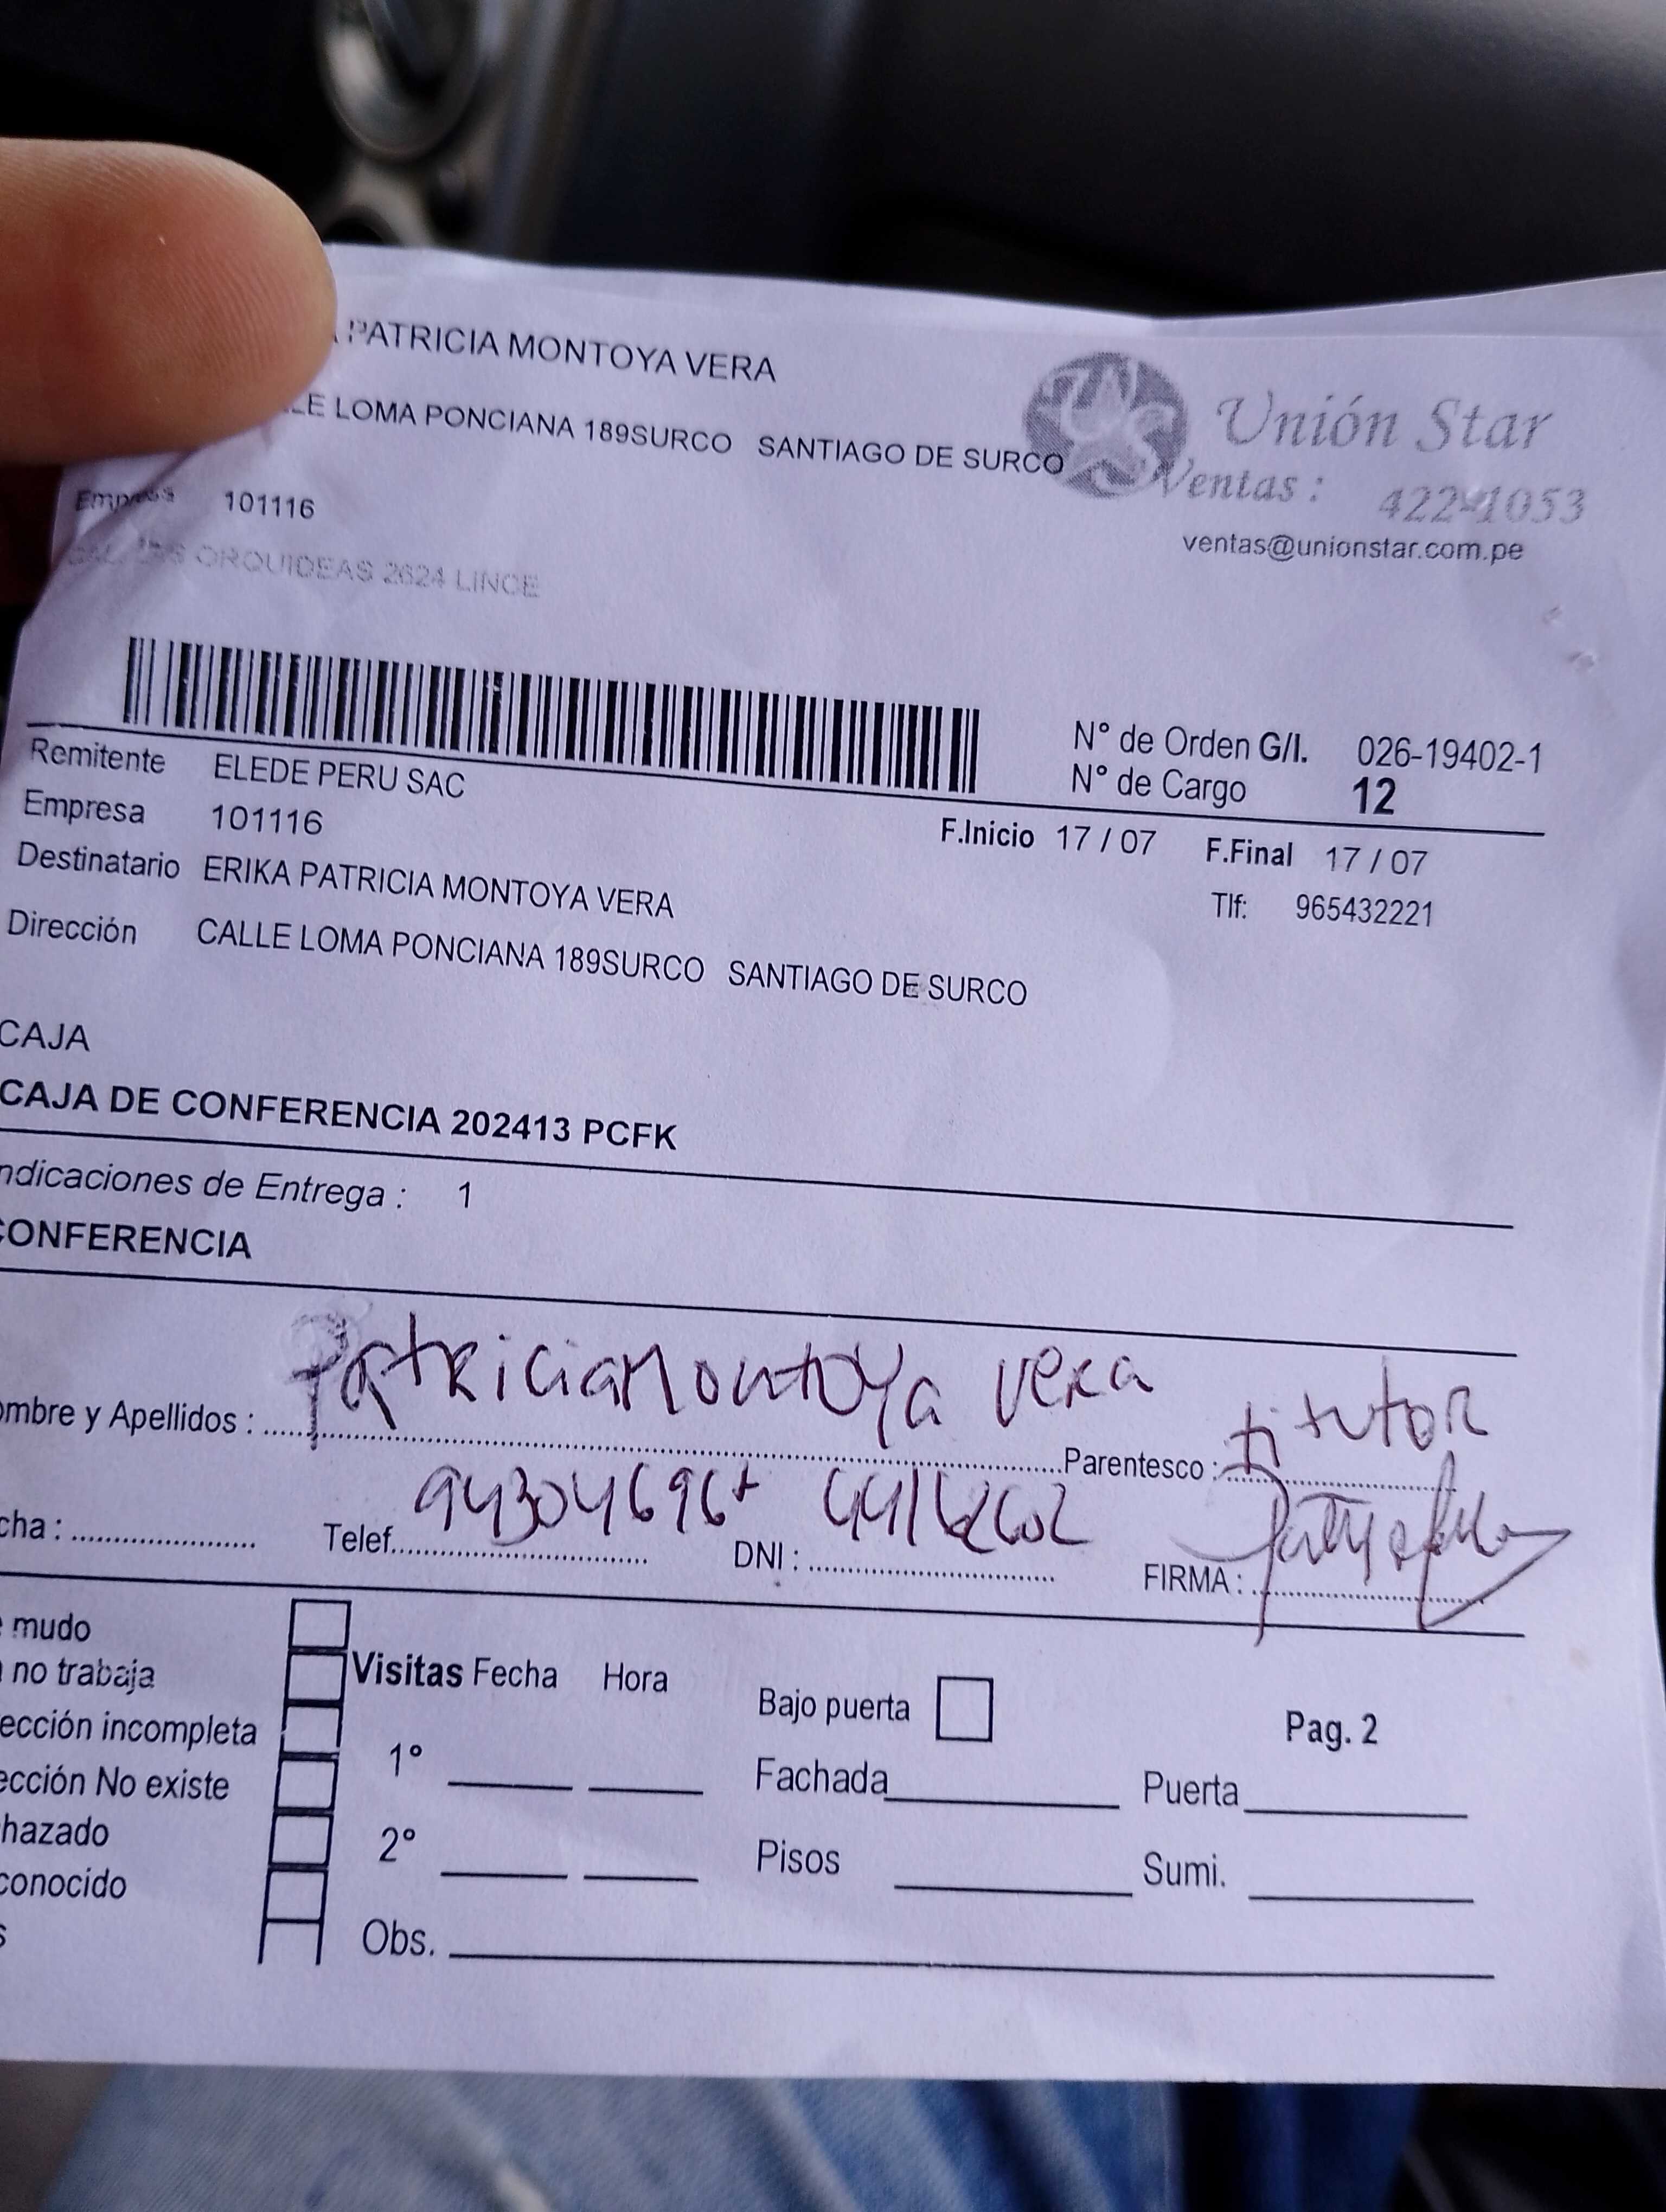 PATRICIA MONTOYA VERA
LE LOMA PONCIANA 189SURCO SANTIAGO DE SURCO
Unión Star
Ventas : 422-1053
ventas@unionstar.com.pe
Empresa 101116
CAL. LAS ORQUIDEAS 2624 LINCE
N° de Orden G/I. 026-19402-1
N° de Cargo 12
Remitente ELEDE PERU SAC
Empresa 101116
F.Inicio 17 / 07 F.Final 17 / 07
Destinatario ERIKA PATRICIA MONTOYA VERA
Tlf: 965432221
Dirección CALLE LOMA PONCIANA 189SURCO SANTIAGO DE SURCO
CAJA
CAJA DE CONFERENCIA 202413 PCFK
ndicaciones de Entrega : 1
CONFERENCIA
ombre y Apellidos : Patricia Montoya Vera Parentesco : titutor
cha : Telef. DNI : FIRMA :
mudo
no trabaja
ección incompleta
ección No existe
hazado
conocido
s
Visitas Fecha Hora
1°
2°
Obs.
Bajo puerta
Pag. 2
Fachada Puerta
Pisos Sumi.